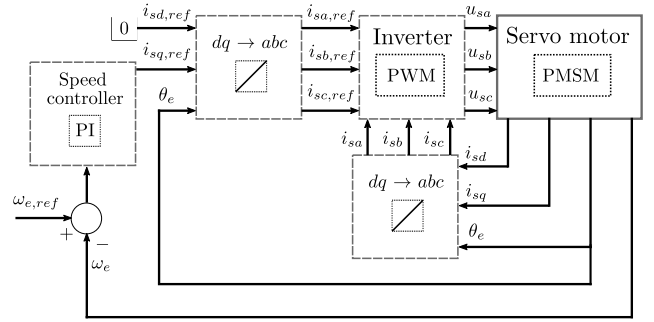 0
i_{sd,ref}
i_{sq,ref}
θ_e
dq → abc
i_{sa,ref}
i_{sb,ref}
i_{sc,ref}
Inverter
PWM
u_{sa}
u_{sb}
u_{sc}
Servo motor
PMSM
Speed
controller
PI
i_{sa} i_{sb} i_{sc}
dq → abc
i_{sd}
i_{sq}
θ_e
ω_{e,ref}
+
−
ω_e